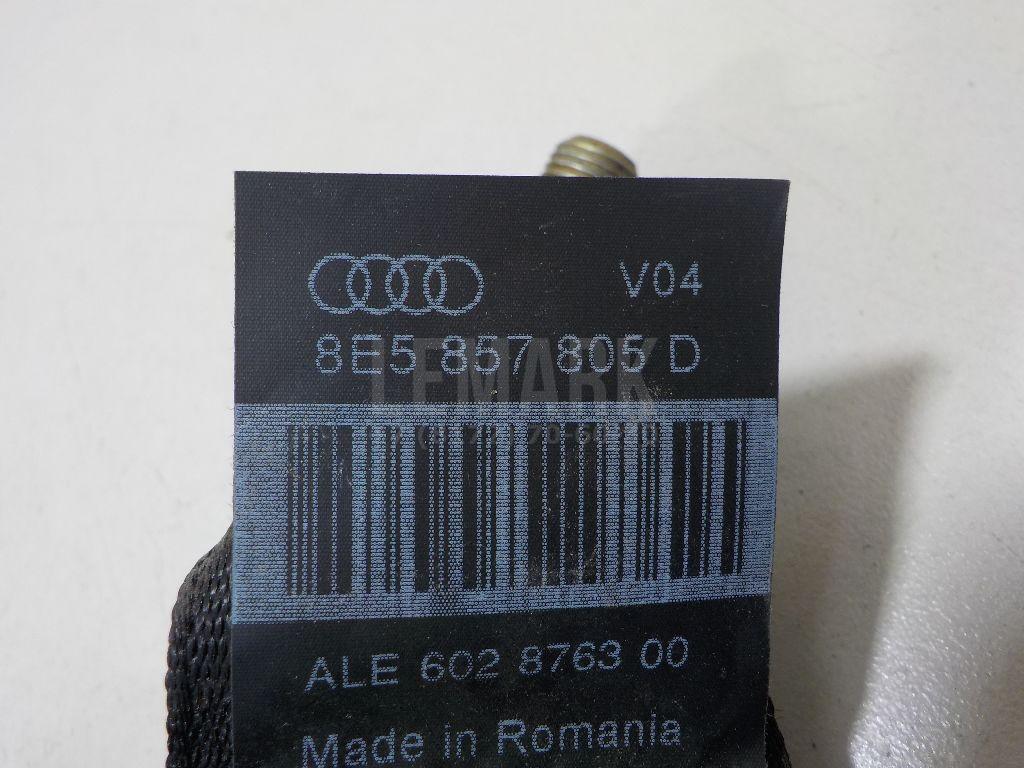 V04
8E5 857 805 D
LEMARK
ALE 602 8763 00
Made in Romania